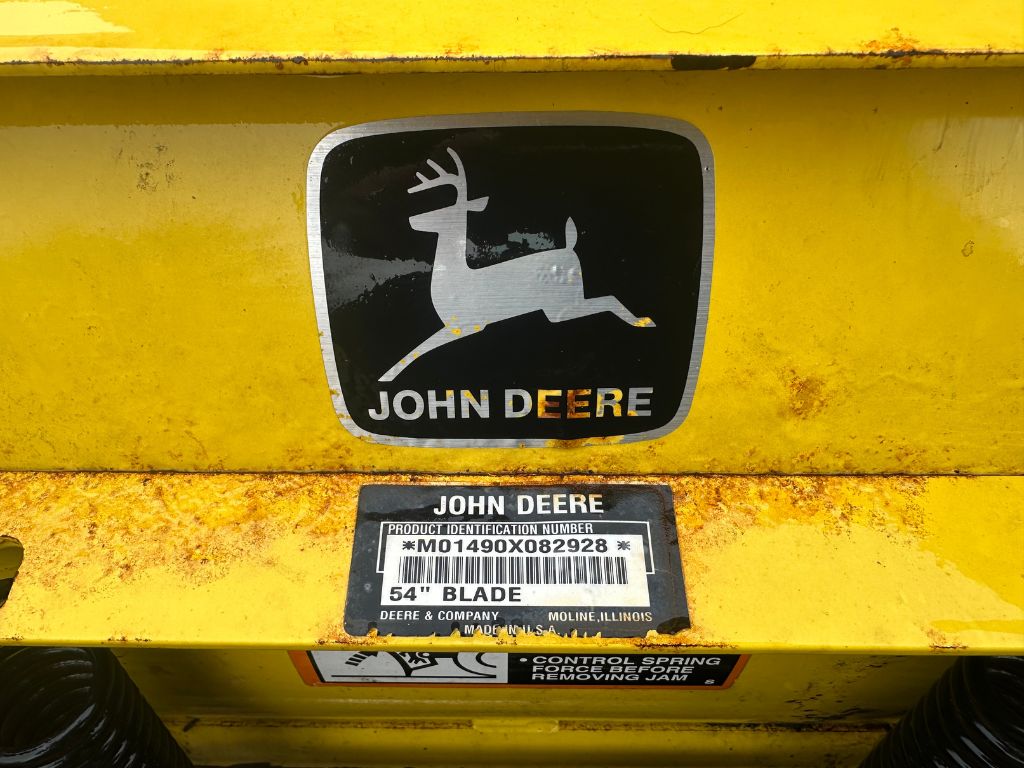 JOHN DEERE
JOHN DEERE
PRODUCT IDENTIFICATION NUMBER
*M01490X082928 *
54" BLADE
DEERE & COMPANY MOLINE, ILLINOIS
MADE IN U.S.A.
• CONTROL SPRING
FORCE BEFORE
REMOVING JAM
S